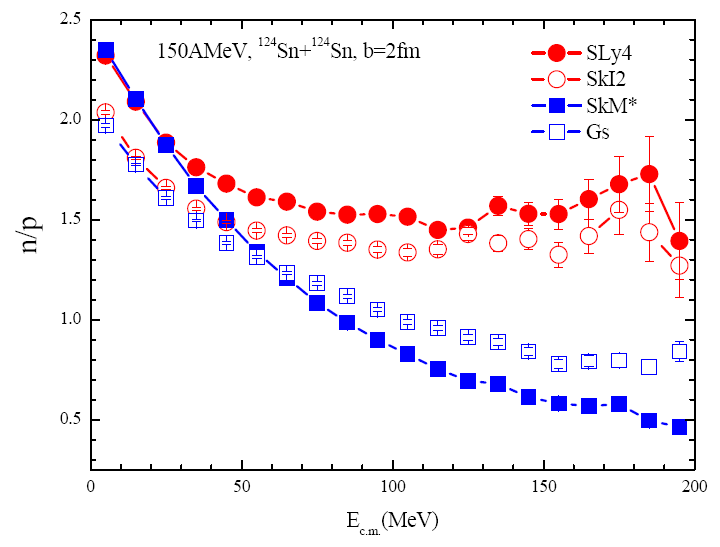 2.5
2.0
1.5
1.0
0.5
n/p
150AMeV, ¹²⁴Sn+¹²⁴Sn, b=2fm
SLy4
SkI2
SkM*
Gs
0 50 100 150 200
E_c.m.(MeV)